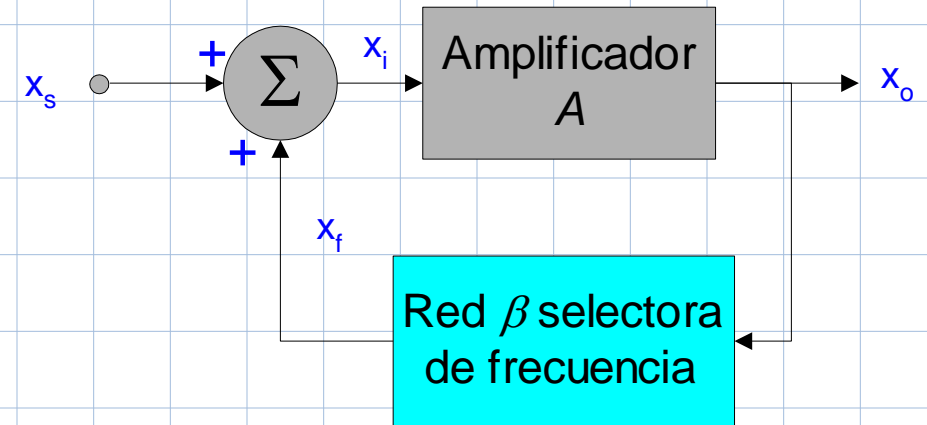 x_s
+
+
Σ
x_i
Amplificador
A
x_o
x_f
Red β selectora
de frecuencia